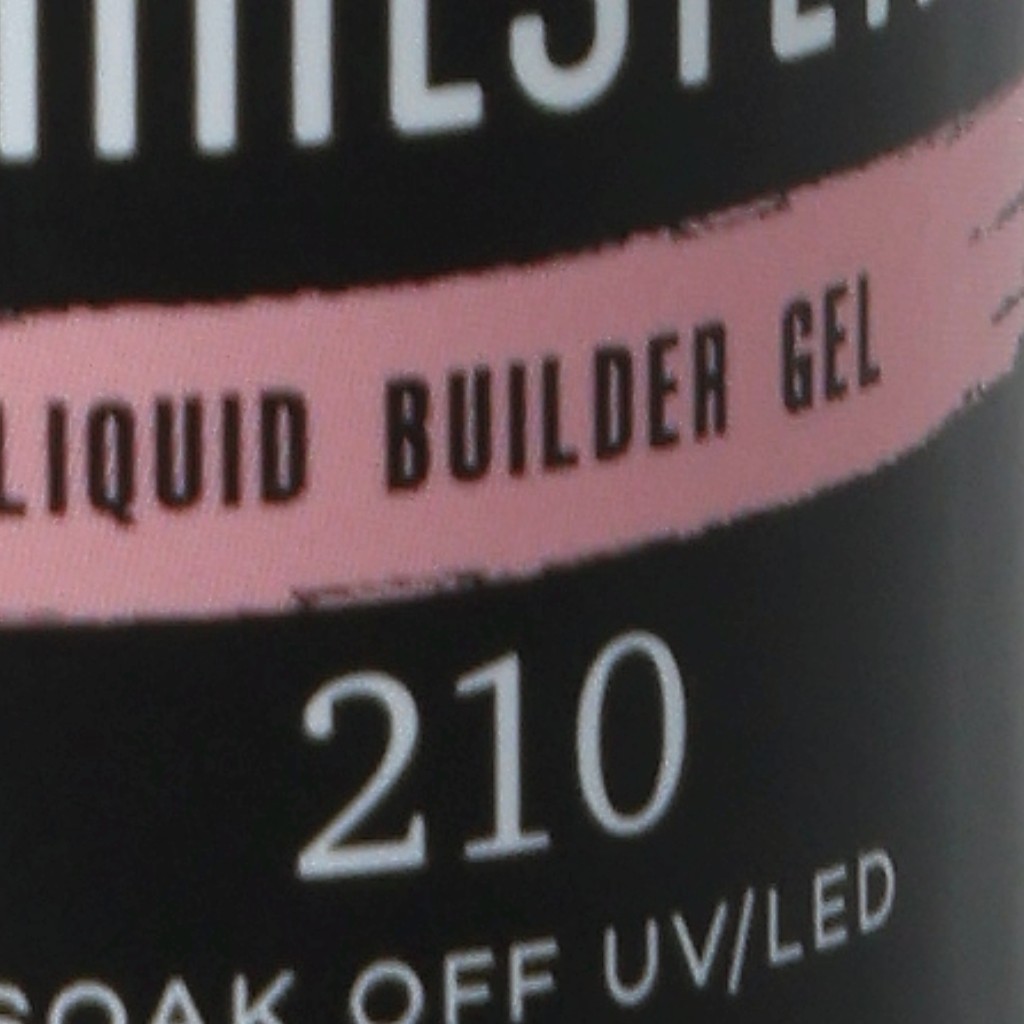 LIQUID BUILDER GEL
210
SOAK OFF UV/LED